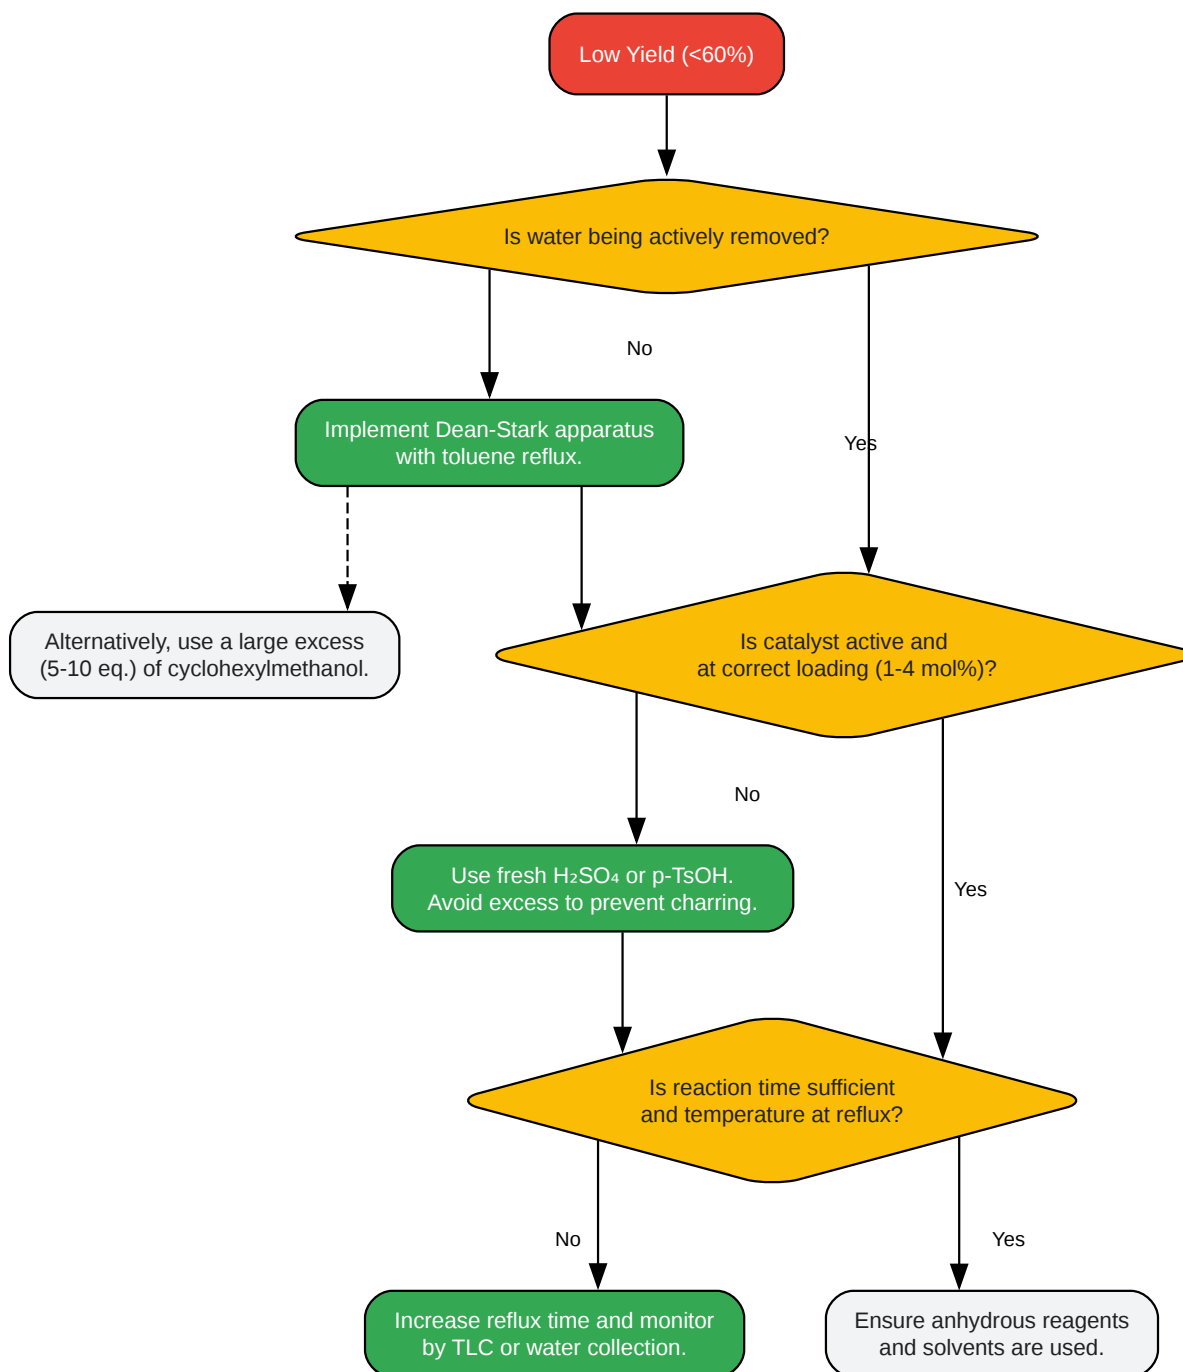 Low Yield (<60%)
Is water being actively removed?
No
Implement Dean-Stark apparatus
with toluene reflux.
Yes
Alternatively, use a large excess
(5-10 eq.) of cyclohexylmethanol.
Is catalyst active and
at correct loading (1-4 mol%)?
No
Use fresh H₂SO₄ or p-TsOH.
Avoid excess to prevent charring.
Yes
Is reaction time sufficient
and temperature at reflux?
No
Yes
Increase reflux time and monitor
by TLC or water collection.
Ensure anhydrous reagents
and solvents are used.